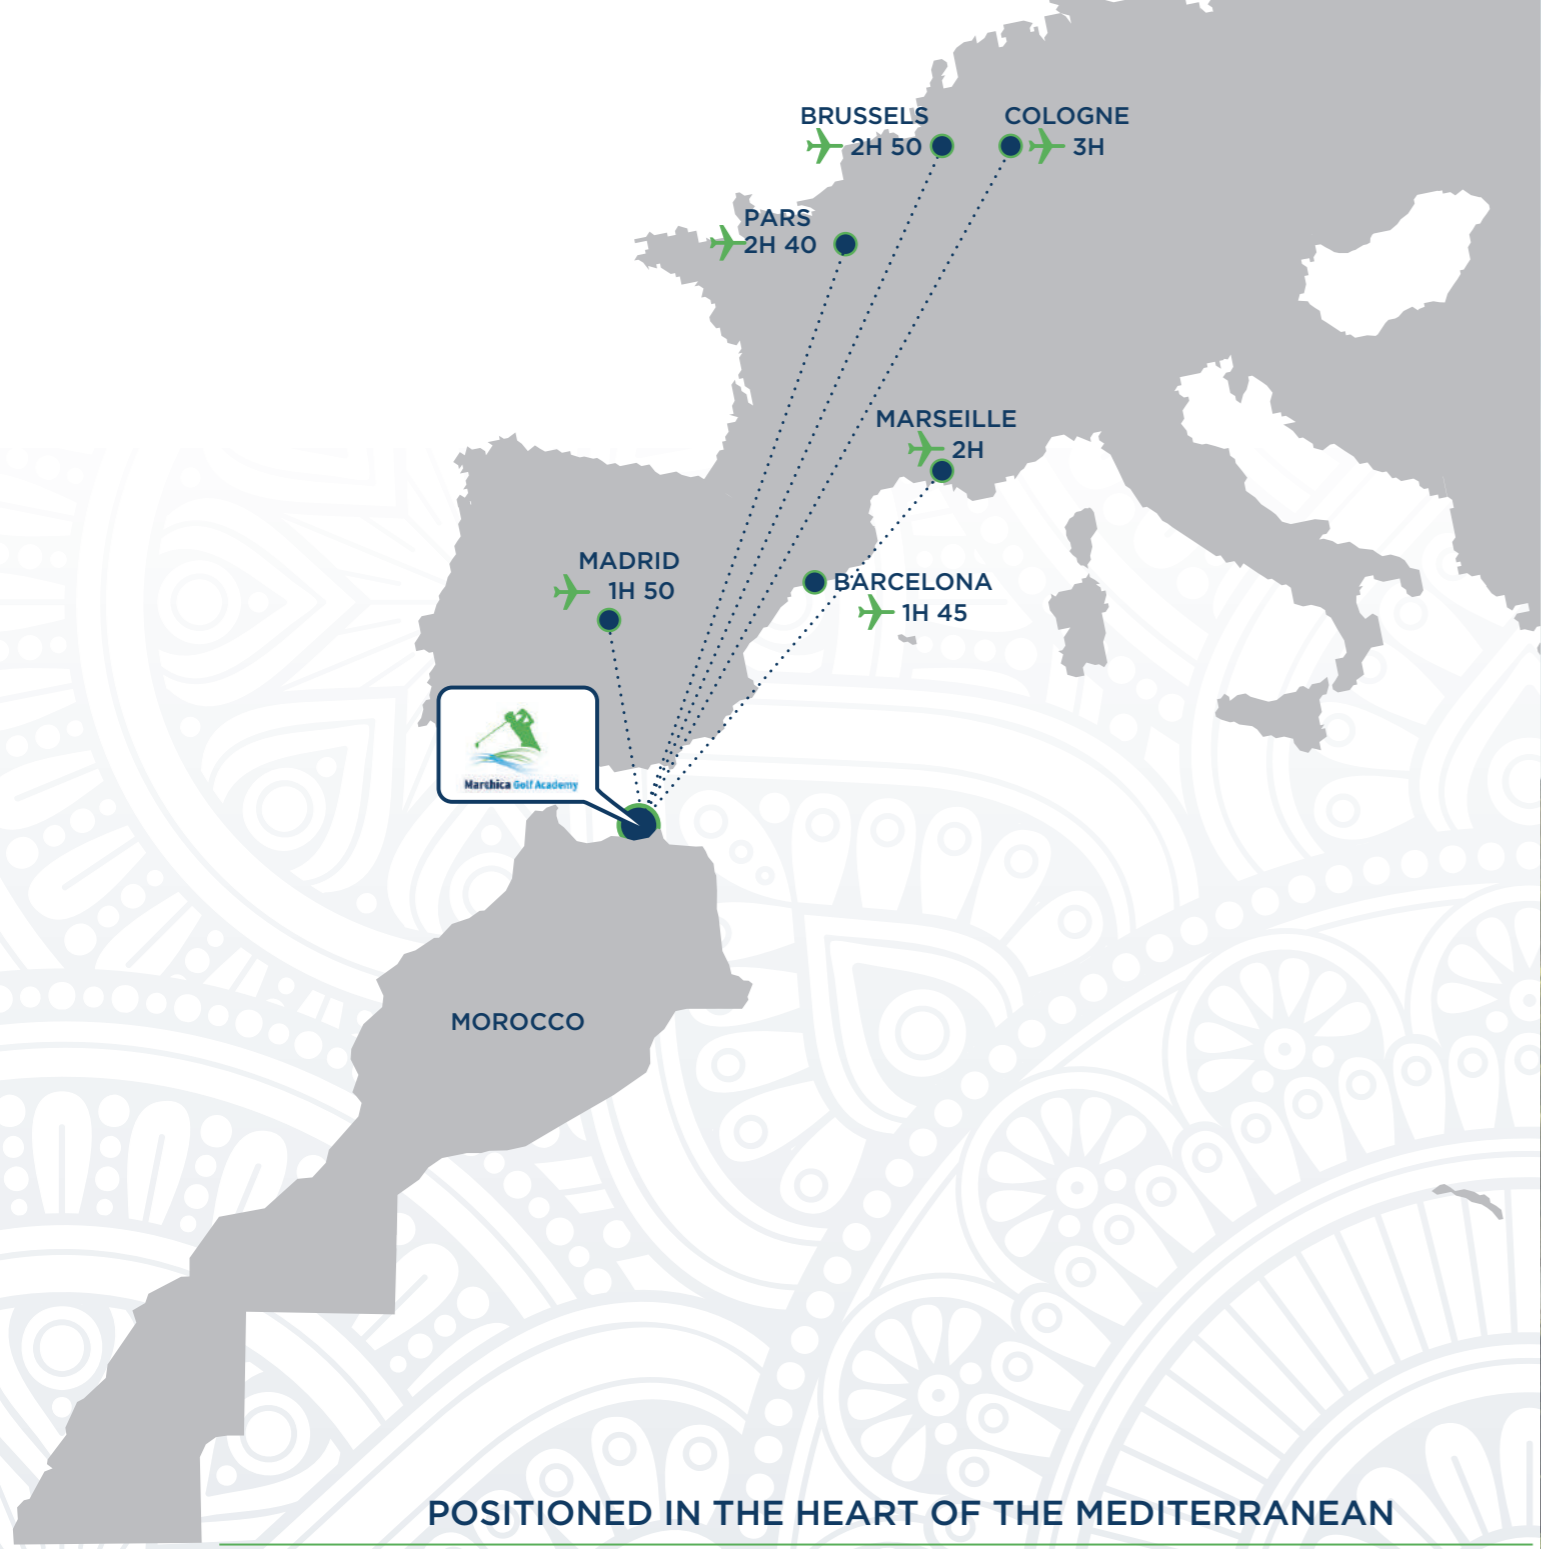 BRUSSELS
2H 50
COLOGNE
3H
PARS
2H 40
MARSEILLE
2H
MADRID
1H 50
BARCELONA
1H 45
Marchica Golf Academy
MOROCCO
POSITIONED IN THE HEART OF THE MEDITERRANEAN